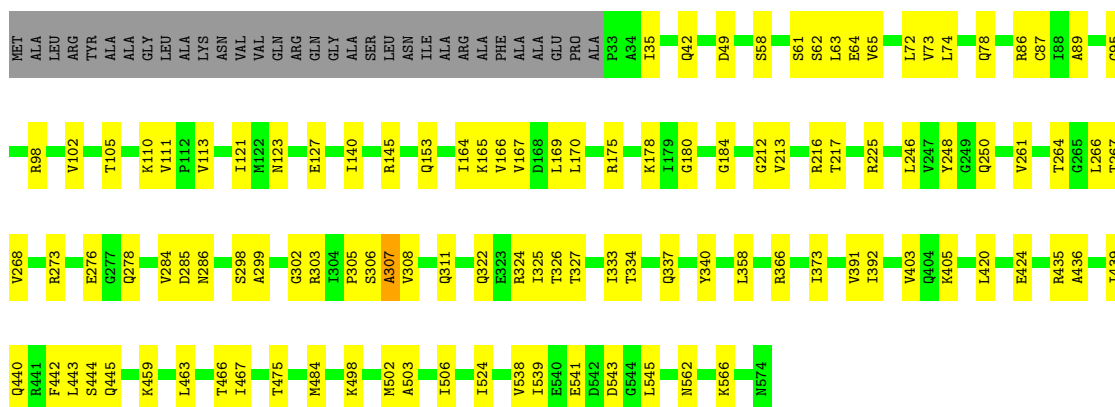 MET ALA LEU ARG TYR ALA ALA GLY LEU ALA LYS ASN VAL VAL GLN ARG GLN GLY ALA SER LEU ASN ILE ALA ARG ALA PHE ALA ALA GLU PRO ALA P33 A34 I35 Q42 D49 S58 S61 S62 L63 E64 V65 L72 V73 L74 Q78 R86 C87 I88 A89 G95
R98 V102 T105 K110 V111 P112 V113 I121 M122 N123 E127 I140 R145 Q153 I164 K165 V166 V167 D168 L169 L170 R175 K178 I179 G180 G184 G212 V213 R216 T217 R225 L246 V247 Y248 G249 Q250 V261 T264 G265 L266 T267
V268 R273 E276 G277 Q278 V284 D285 N286 S298 A299 G302 R303 I304 P305 S306 A307 V308 Q311 Q322 E323 R324 I325 T326 T327 I333 T334 Q337 Y340 L358 R366 I373 V391 I392 V403 Q404 K405 L420 E424 R435 A436 I439
Q440 R441 F442 L443 S444 Q445 K459 L463 T466 I467 T475 M484 K498 M502 A503 I506 I524 V538 I539 E540 E541 D542 D543 G544 L545 N562 K566 N574